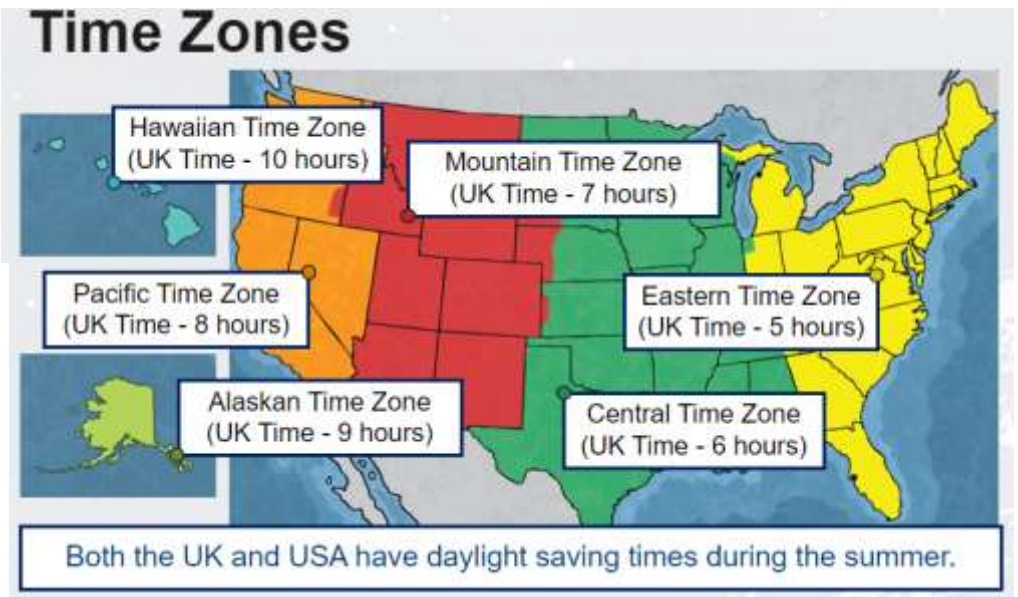 Time Zones
Hawaiian Time Zone
(UK Time - 10 hours)
Mountain Time Zone
(UK Time - 7 hours)
Pacific Time Zone
(UK Time - 8 hours)
Eastern Time Zone
(UK Time - 5 hours)
Alaskan Time Zone
(UK Time - 9 hours)
Central Time Zone
(UK Time - 6 hours)
Both the UK and USA have daylight saving times during the summer.